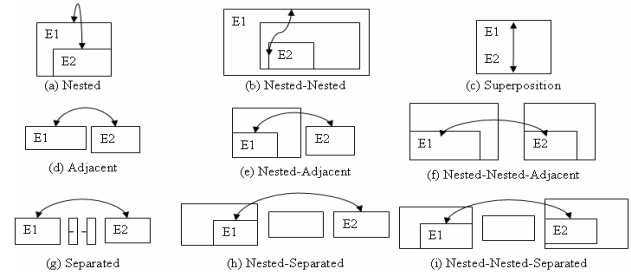 E1
E2
(a) Nested
E1
E2
(b) Nested-Nested
E1
E2
(c) Superposition
E1
E2
(d) Adjacent
E1
E2
(e) Nested-Adjacent
E1
E2
(f) Nested-Nested-Adjacent
E1
E2
(g) Separated
E1
E2
(h) Nested-Separated
E1
E2
(i) Nested-Nested-Separated